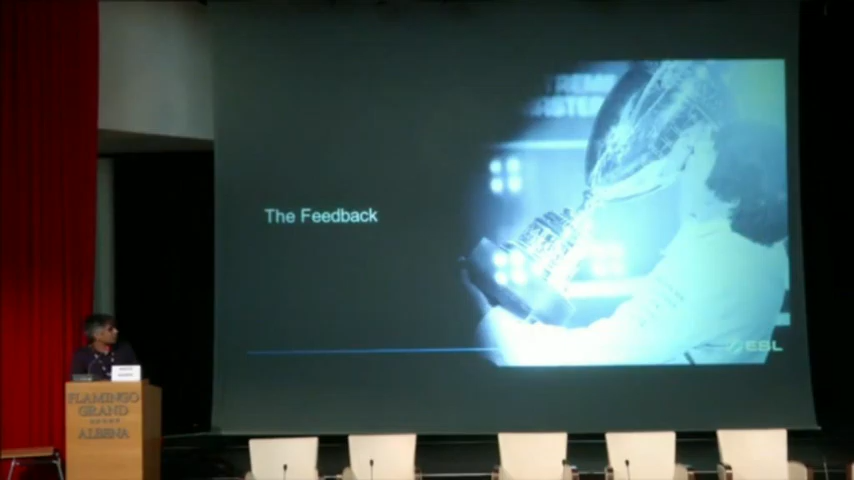 The Feedback
ESL
FLAMINGO
GRAND
ALBENA